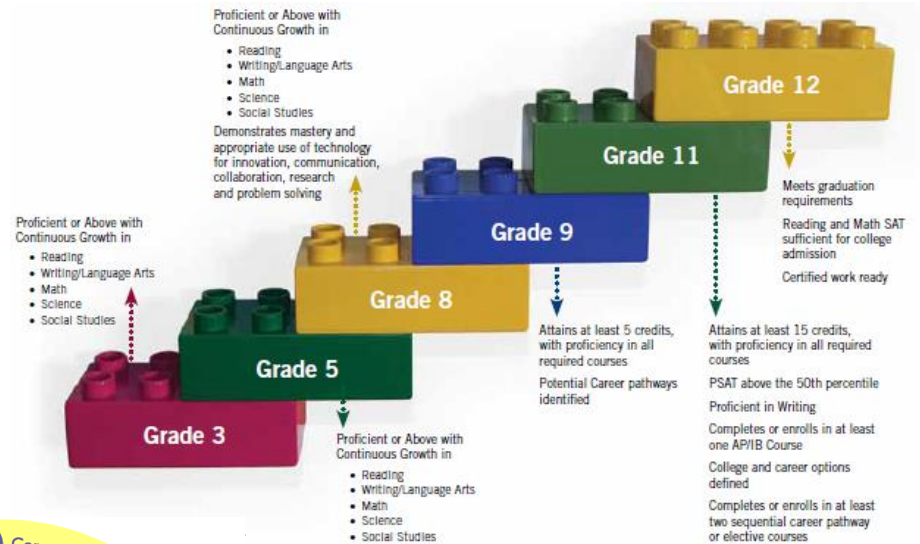 Proficient or Above with
Continuous Growth in
• Reading
• Writing/Language Arts
• Math
• Science
• Social Studies
Demonstrates mastery and
appropriate use of technology
for innovation, communication,
collaboration, research
and problem solving
Grade 12
Grade 11
Meets graduation
requirements
Reading and Math SAT
sufficient for college
admission
Certified work ready
Proficient or Above with
Continuous Growth in
• Reading
• Writing/Language Arts
• Math
• Science
• Social Studies
Grade 9
Grade 8
Attains at least 5 credits,
with proficiency in all
required courses
Potential Career pathways
identified
Attains at least 15 credits,
with proficiency in all required
courses
PSAT above the 50th percentile
Proficient in Writing
Completes or enrolls in at least
one AP/IB Course
College and career options
defined
Completes or enrolls in at least
two sequential career pathway
or elective courses
Grade 5
Grade 3
Proficient or Above with
Continuous Growth in
• Reading
• Writing/Language Arts
• Math
• Science
• Social Studies